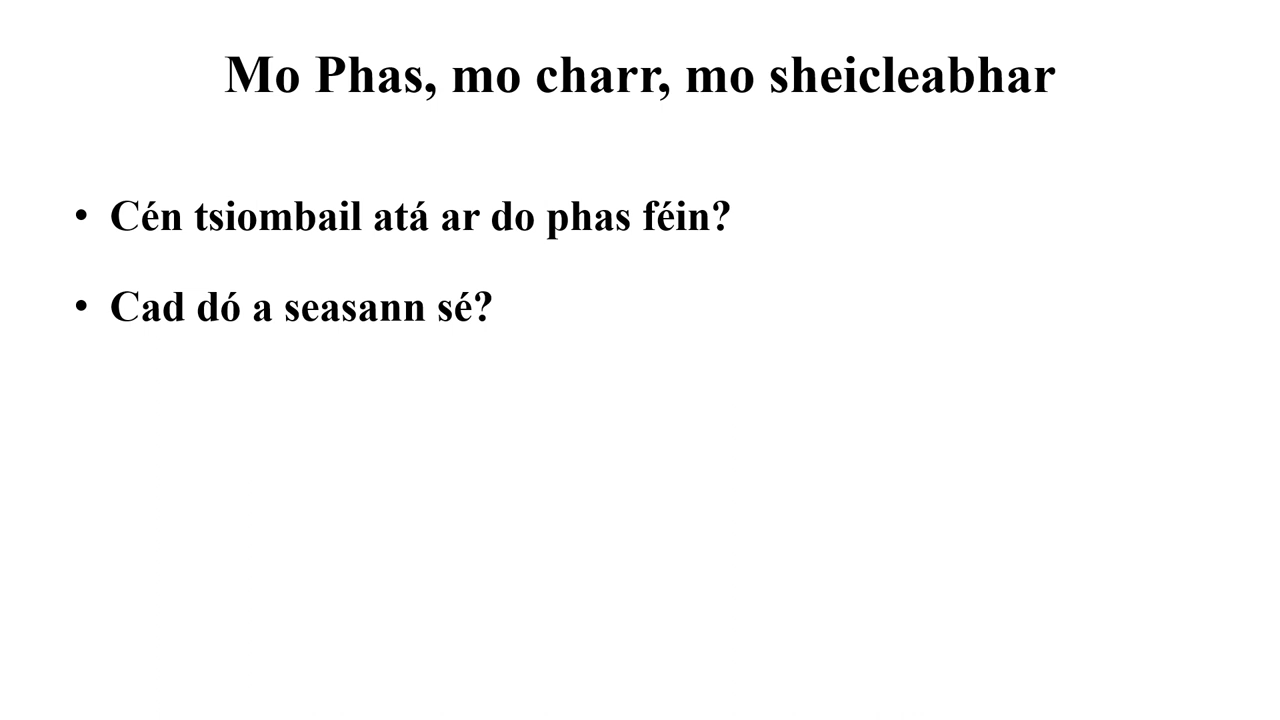 Mo Phas, mo charr, mo sheicleabhar
• Cén tsiombail atá ar do phas féin?
• Cad dó a seasann sé?